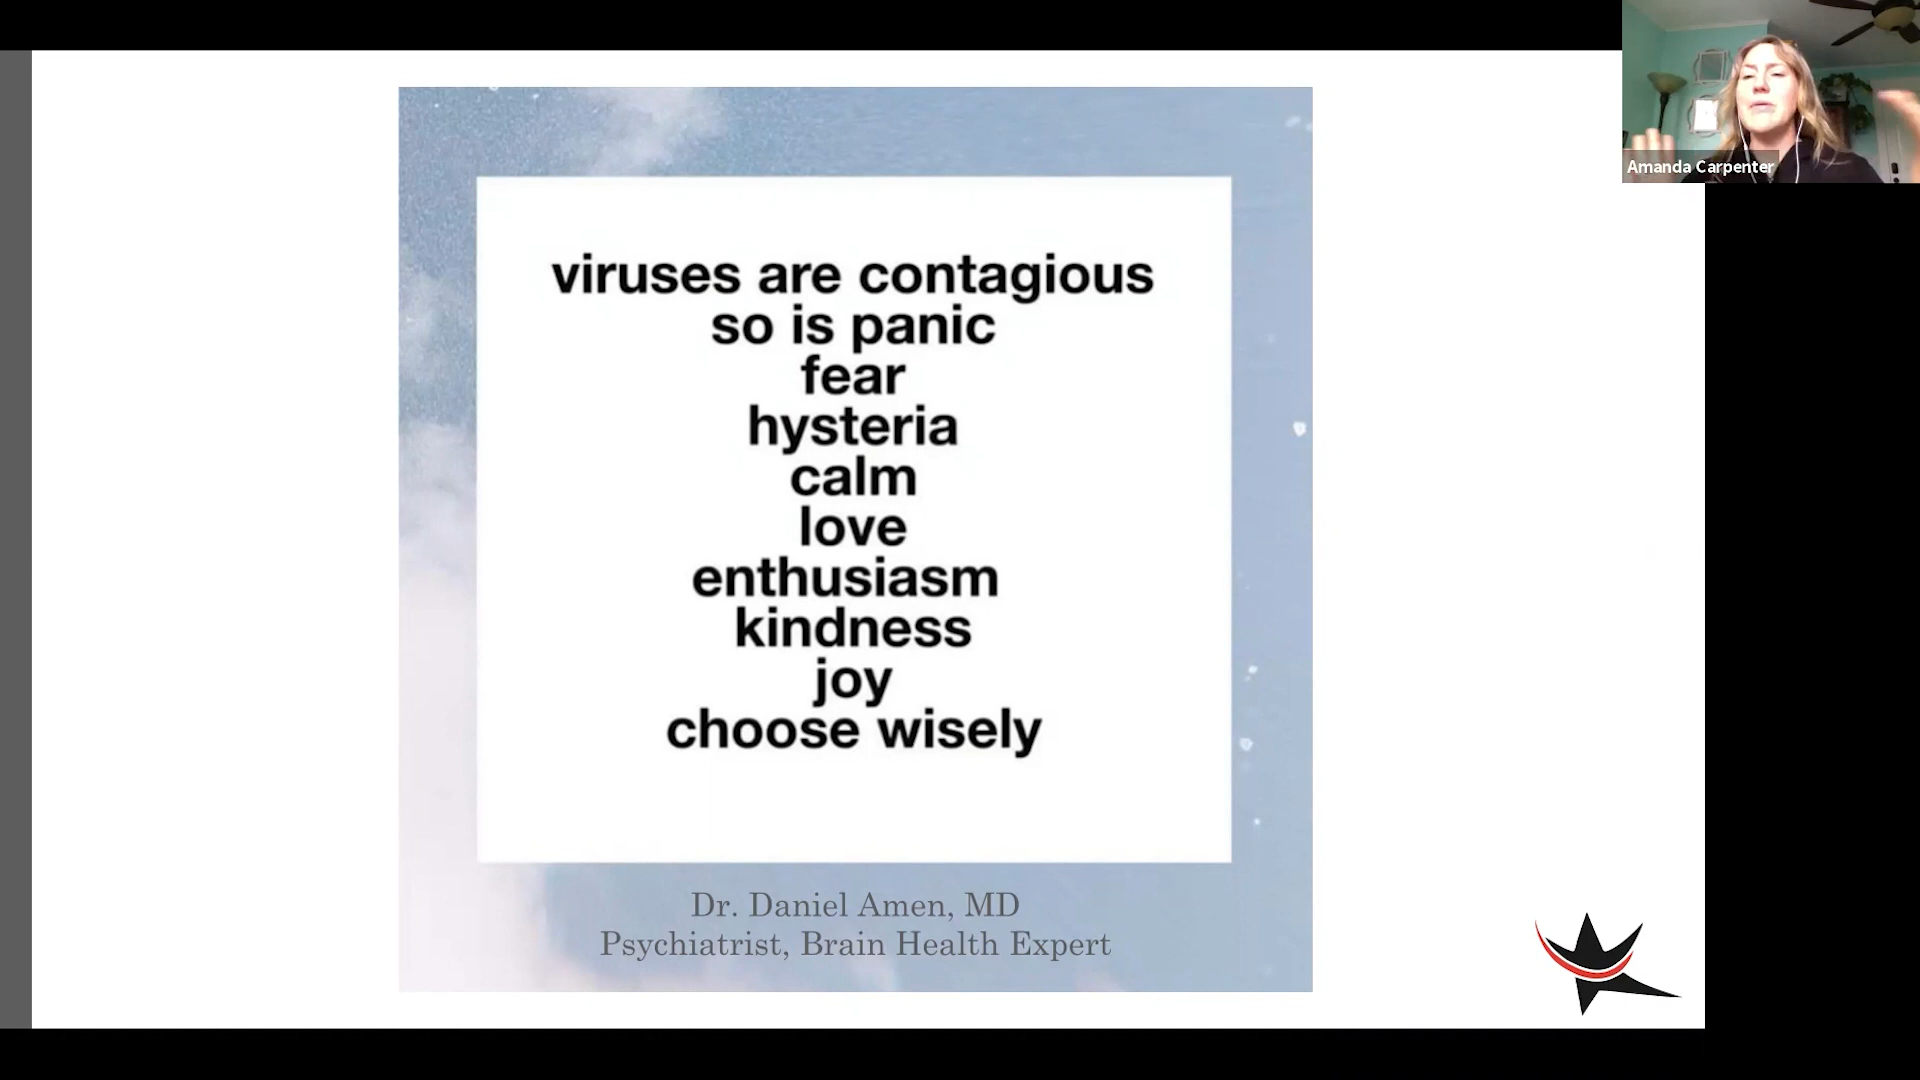 viruses are contagious
so is panic
fear
hysteria
calm
love
enthusiasm
kindness
joy
choose wisely
Dr. Daniel Amen, MD
Psychiatrist, Brain Health Expert
Amanda Carpenter